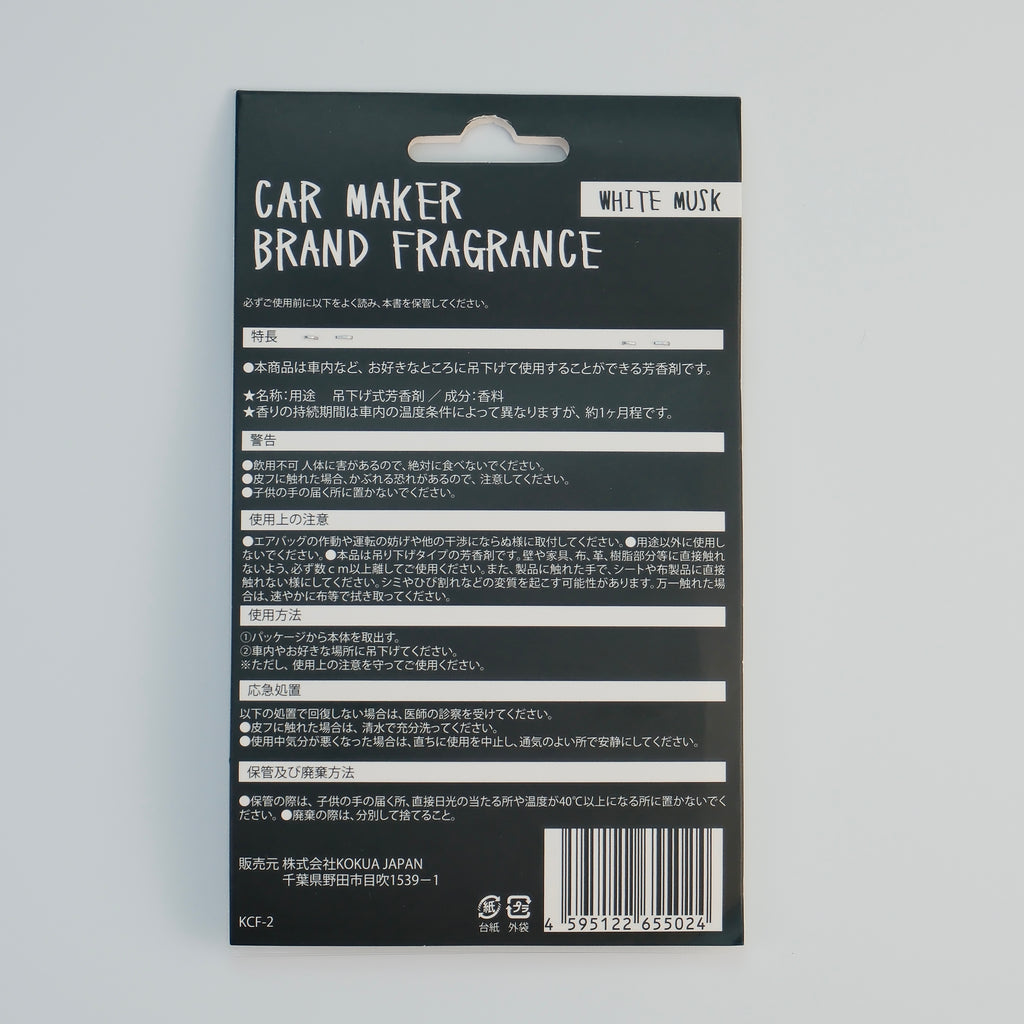 CAR MAKER
BRAND FRAGRANCE
WHITE MUSK
必ずご使用前に以下をよく読み、本書を保管してください。
特長
●本商品は車内など、お好きなところに吊下げて使用することができる芳香剤です。
★名称:用途　吊下げ式芳香剤 ／ 成分:香料
★香りの持続期間は車内の温度条件によって異なりますが、約1ヶ月程です。
警告
●飲用不可 人体に害があるので、絶対に食べないでください。
●皮フに触れた場合、かぶれる恐れがあるので、注意してください。
●子供の手の届く所に置かないでください。
使用上の注意
●エアバッグの作動や運転の妨げや他の干渉にならぬ様に取付してください。●用途以外に使用し
ないでください。●本品は吊り下げタイプの芳香剤です。壁や家具、布、革、樹脂部分等に直接触れ
ないよう、必ず数cm以上離してご使用ください。また、製品に触れた手で、シートや布製品に直接
触れない様にしてください。シミやひび割れなどの変質を起こす可能性があります。万一触れた場
合は、速やかに布等で拭き取ってください。
使用方法
①パッケージから本体を取出す。
②車内やお好きな場所に吊下げてください。
※ただし、使用上の注意を守ってご使用ください。
応急処置
以下の処置で回復しない場合は、医師の診察を受けてください。
●皮フに触れた場合は、清水で充分洗ってください。
●使用中気分が悪くなった場合は、直ちに使用を中止し、通気のよい所で安静にしてください。
保管及び廃棄方法
●保管の際は、子供の手の届く所、直接日光の当たる所や温度が40℃以上になる所に置かないでく
ださい。●廃棄の際は、分別して捨てること。
販売元 株式会社KOKUA JAPAN
千葉県野田市目吹1539－1
KCF-2
紙 プラ
台紙 外袋
4 595122 655024